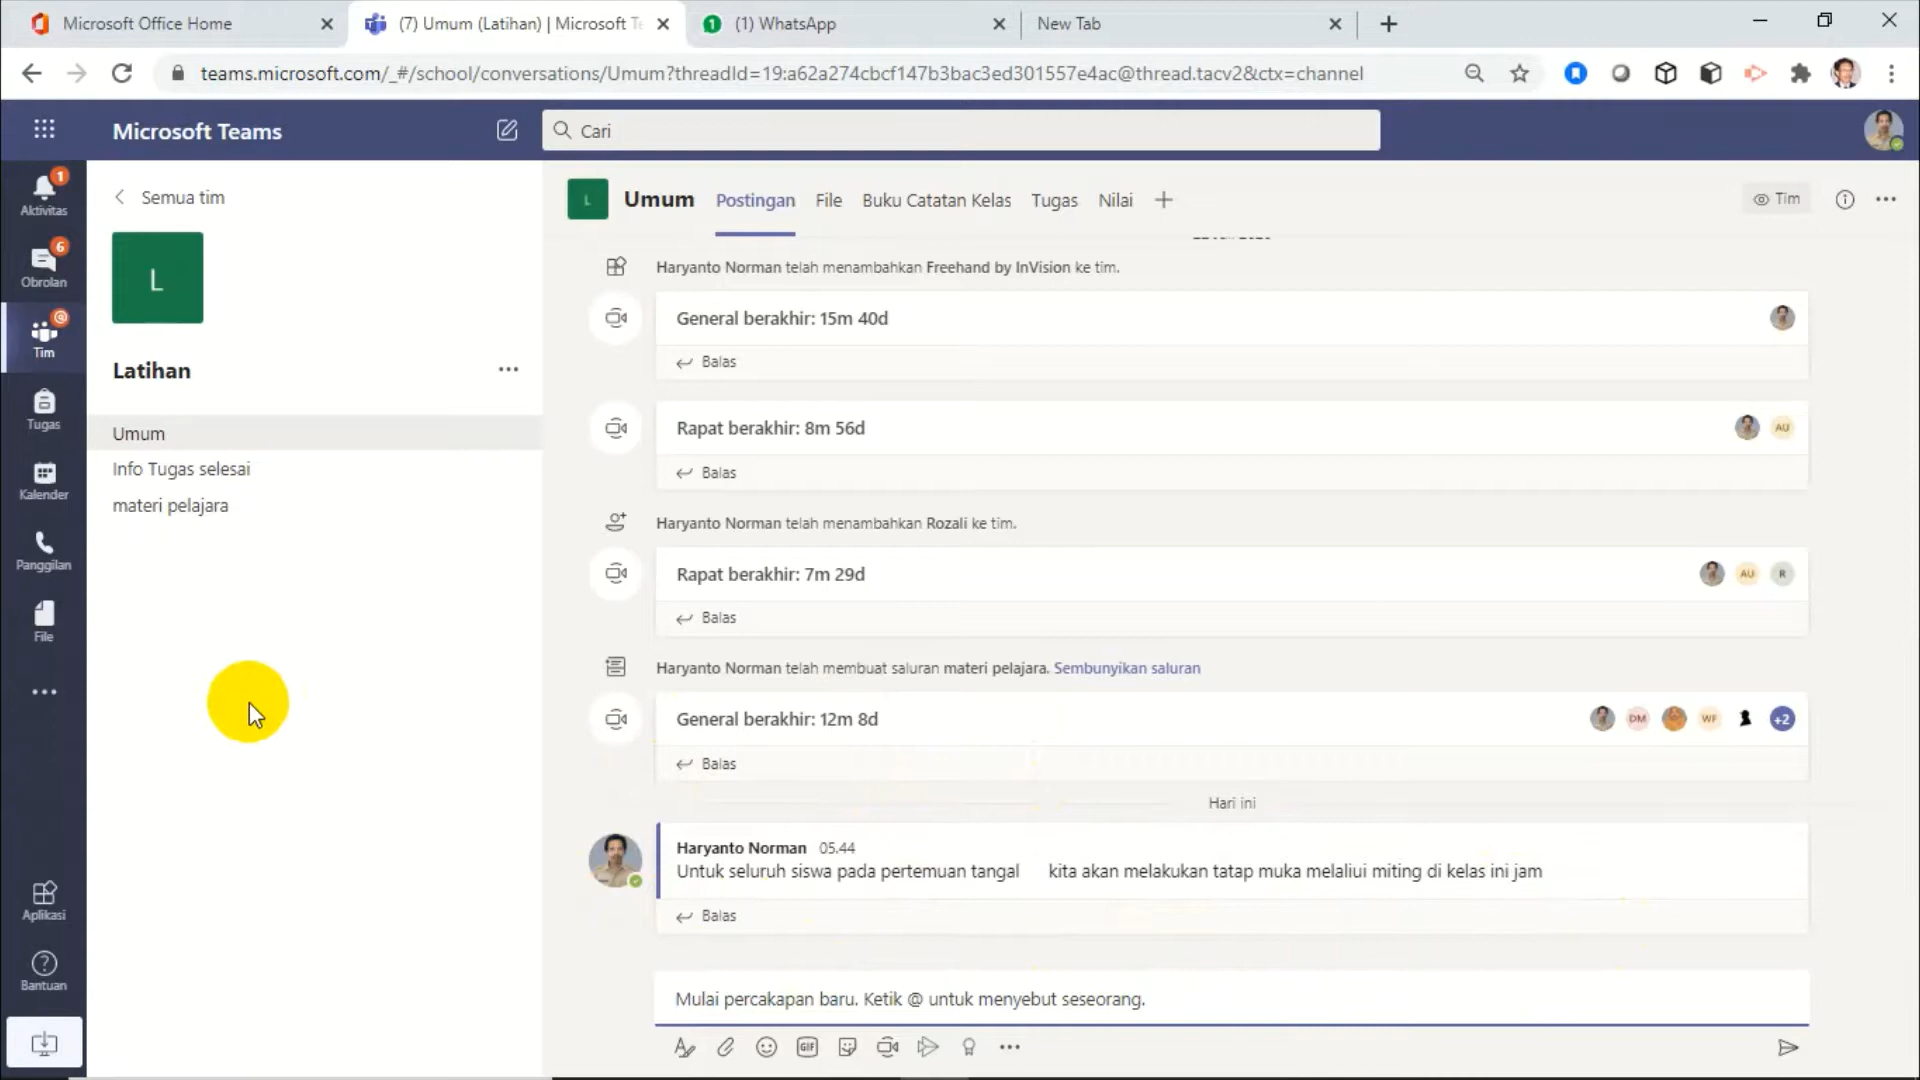 Microsoft Office Home
(7) Umum (Latihan) | Microsoft Te
1
(1) WhatsApp
New Tab
teams.microsoft.com/_#/school/conversations/Umum?threadId=19:a62a274cbcf147b3bac3ed301557e4ac@thread.tacv2&ctx=channel
Microsoft Teams
Cari
1
Aktivitas
6
Obrolan
Tim
Tugas
Kalender
Panggilan
File
Aplikasi
Bantuan
Semua tim
L
Latihan
Umum
Info Tugas selesai
materi pelajara
L
Umum
Postingan
File
Buku Catatan Kelas
Tugas
Nilai
Tim
Haryanto Norman telah menambahkan Freehand by InVision ke tim.
General berakhir: 15m 40d
Balas
Rapat berakhir: 8m 56d
AU
Balas
Haryanto Norman telah menambahkan Rozali ke tim.
Rapat berakhir: 7m 29d
AU
R
Balas
Haryanto Norman telah membuat saluran materi pelajara. Sembunyikan saluran
General berakhir: 12m 8d
DM
WF
+2
Balas
Hari ini
Haryanto Norman 05.44
Untuk seluruh siswa pada pertemuan tangal kita akan melakukan tatap muka melaliui miting di kelas ini jam
Balas
Mulai percakapan baru. Ketik @ untuk menyebut seseorang.
GIF